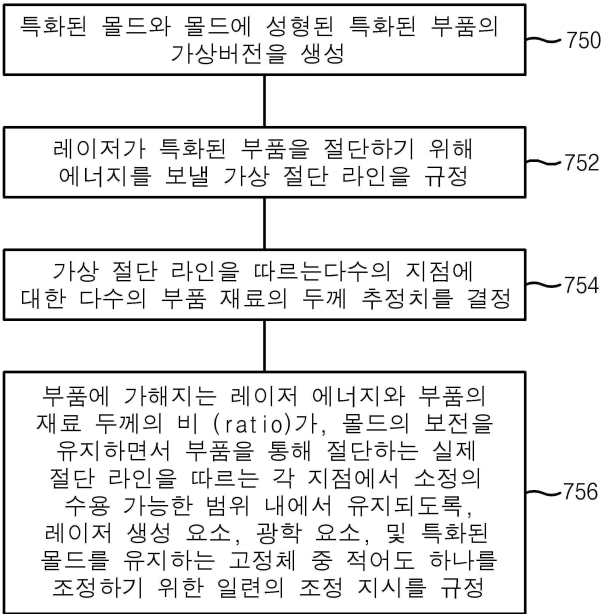 특화된 몰드와 몰드에 성형된 특화된 부품의
가상버전을 생성
750
레이저가 특화된 부품을 절단하기 위해
에너지를 보낼 가상 절단 라인을 규정
752
가상 절단 라인을 따르는다수의 지점에
대한 다수의 부품 재료의 두께 추정치를 결정
754
부품에 가해지는 레이저 에너지와 부품의
재료 두께의 비 (ratio)가, 몰드의 보전을
유지하면서 부품을 통해 절단하는 실제
절단 라인을 따르는 각 지점에서 소정의
수용 가능한 범위 내에서 유지되도록,
레이저 생성 요소, 광학 요소, 및 특화된
몰드를 유지하는 고정체 중 적어도 하나를
조정하기 위한 일련의 조정 지시를 규정
756